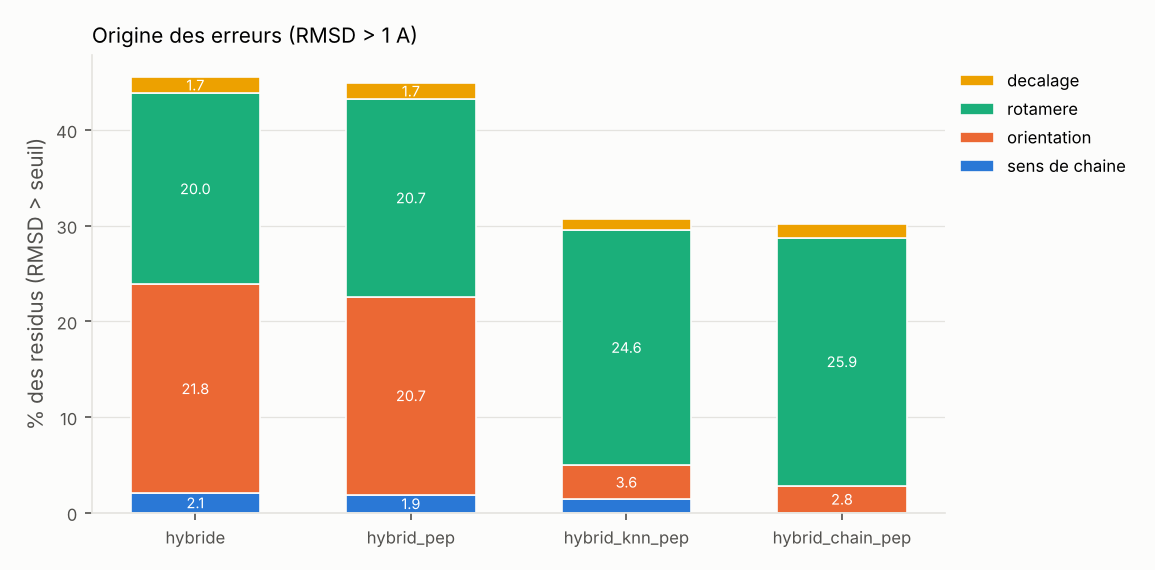 Origine des erreurs (RMSD > 1 A)
% des residus (RMSD > seuil)
40
30
20
10
0
1.7
20.0
21.8
2.1
1.7
20.7
20.7
1.9
24.6
3.6
25.9
2.8
hybride
hybrid_pep
hybrid_knn_pep
hybrid_chain_pep
decalage
rotamere
orientation
sens de chaine